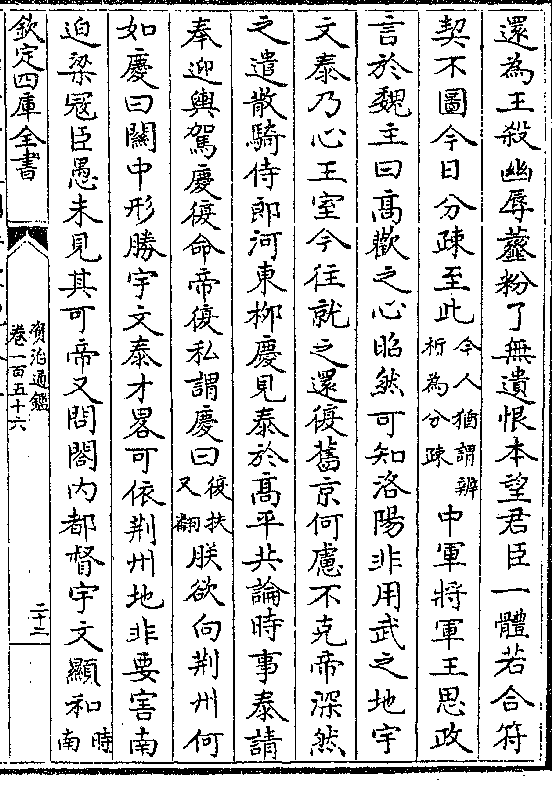 還為王殺幽辱虀粉了無遺恨本望君臣一體若合符
契不圖今日分疎至此今人猶謂辨析為分疎中軍將軍王思政
言於魏主曰高歡之心昭然可知洛陽非用武之地宇
文泰乃心王室今往就之還復舊京何慮不克帝深然
之遣散騎侍郎河東柳慶見泰於高平共論時事泰請
奉迎輿駕慶復命帝復私謂慶曰復扶又翻朕欲向荆州何
如慶曰關中形勝宇文泰才畧可依荆州地非要害南
迫梁冦臣愚未見其可帝又問閤内都督宇文顯和時南
欽定四庫全書
資治通鑑
卷一百五十六
二十二